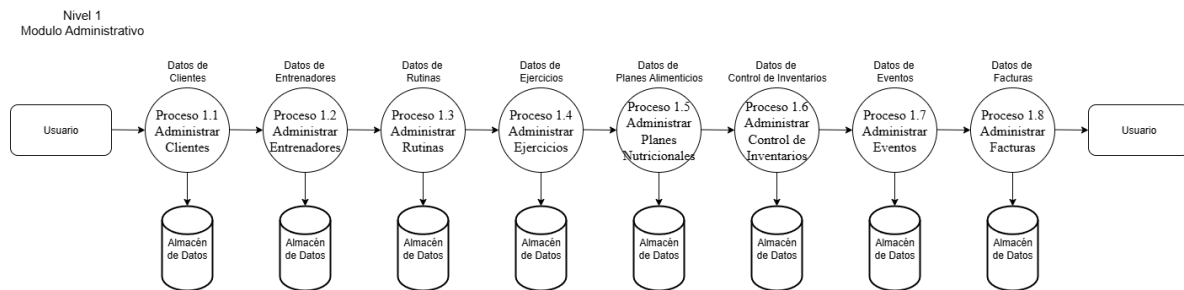 Nivel 1
Modulo Administrativo
Datos de
Clientes
Datos de
Entrenadores
Datos de
Rutinas
Datos de
Ejercicios
Datos de
Planes Alimenticios
Datos de
Control de Inventarios
Datos de
Eventos
Datos de
Facturas
Usuario
Proceso 1.1
Administrar
Clientes
Proceso 1.2
Administrar
Entrenadores
Proceso 1.3
Administrar
Rutinas
Proceso 1.4
Administrar
Ejercicios
Proceso 1.5
Administrar
Planes
Nutricionales
Proceso 1.6
Administrar
Control de
Inventarios
Proceso 1.7
Administrar
Eventos
Proceso 1.8
Administrar
Facturas
Usuario
Almacén
de Datos
Almacén
de Datos
Almacén
de Datos
Almacén
de Datos
Almacén
de Datos
Almacén
de Datos
Almacén
de Datos
Almacén
de Datos